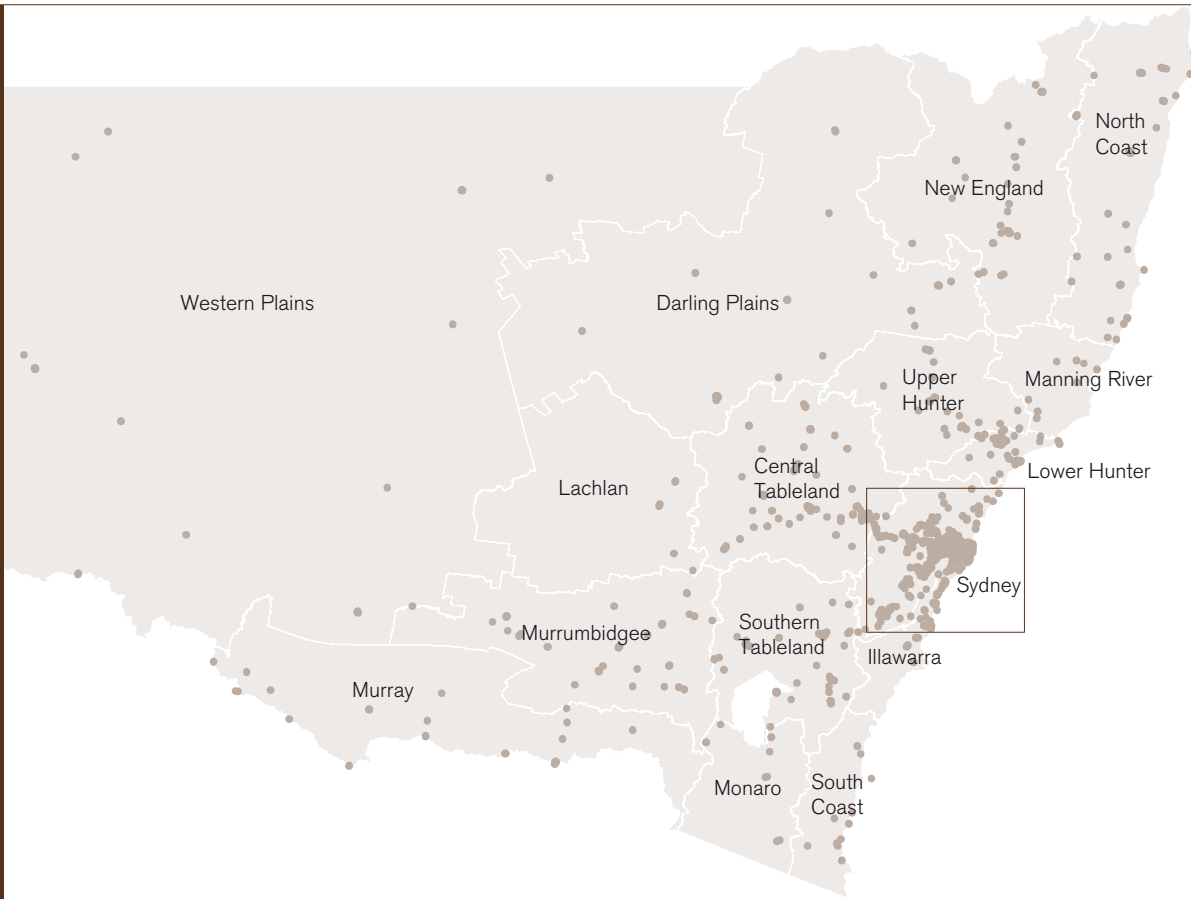 North
Coast
New England
Western Plains
Darling Plains
Upper
Hunter
Manning River
Central
Tableland
Lower Hunter
Lachlan
Sydney
Southern
Tableland
Murrumbidgee
Illawarra
Murray
Monaro
South
Coast